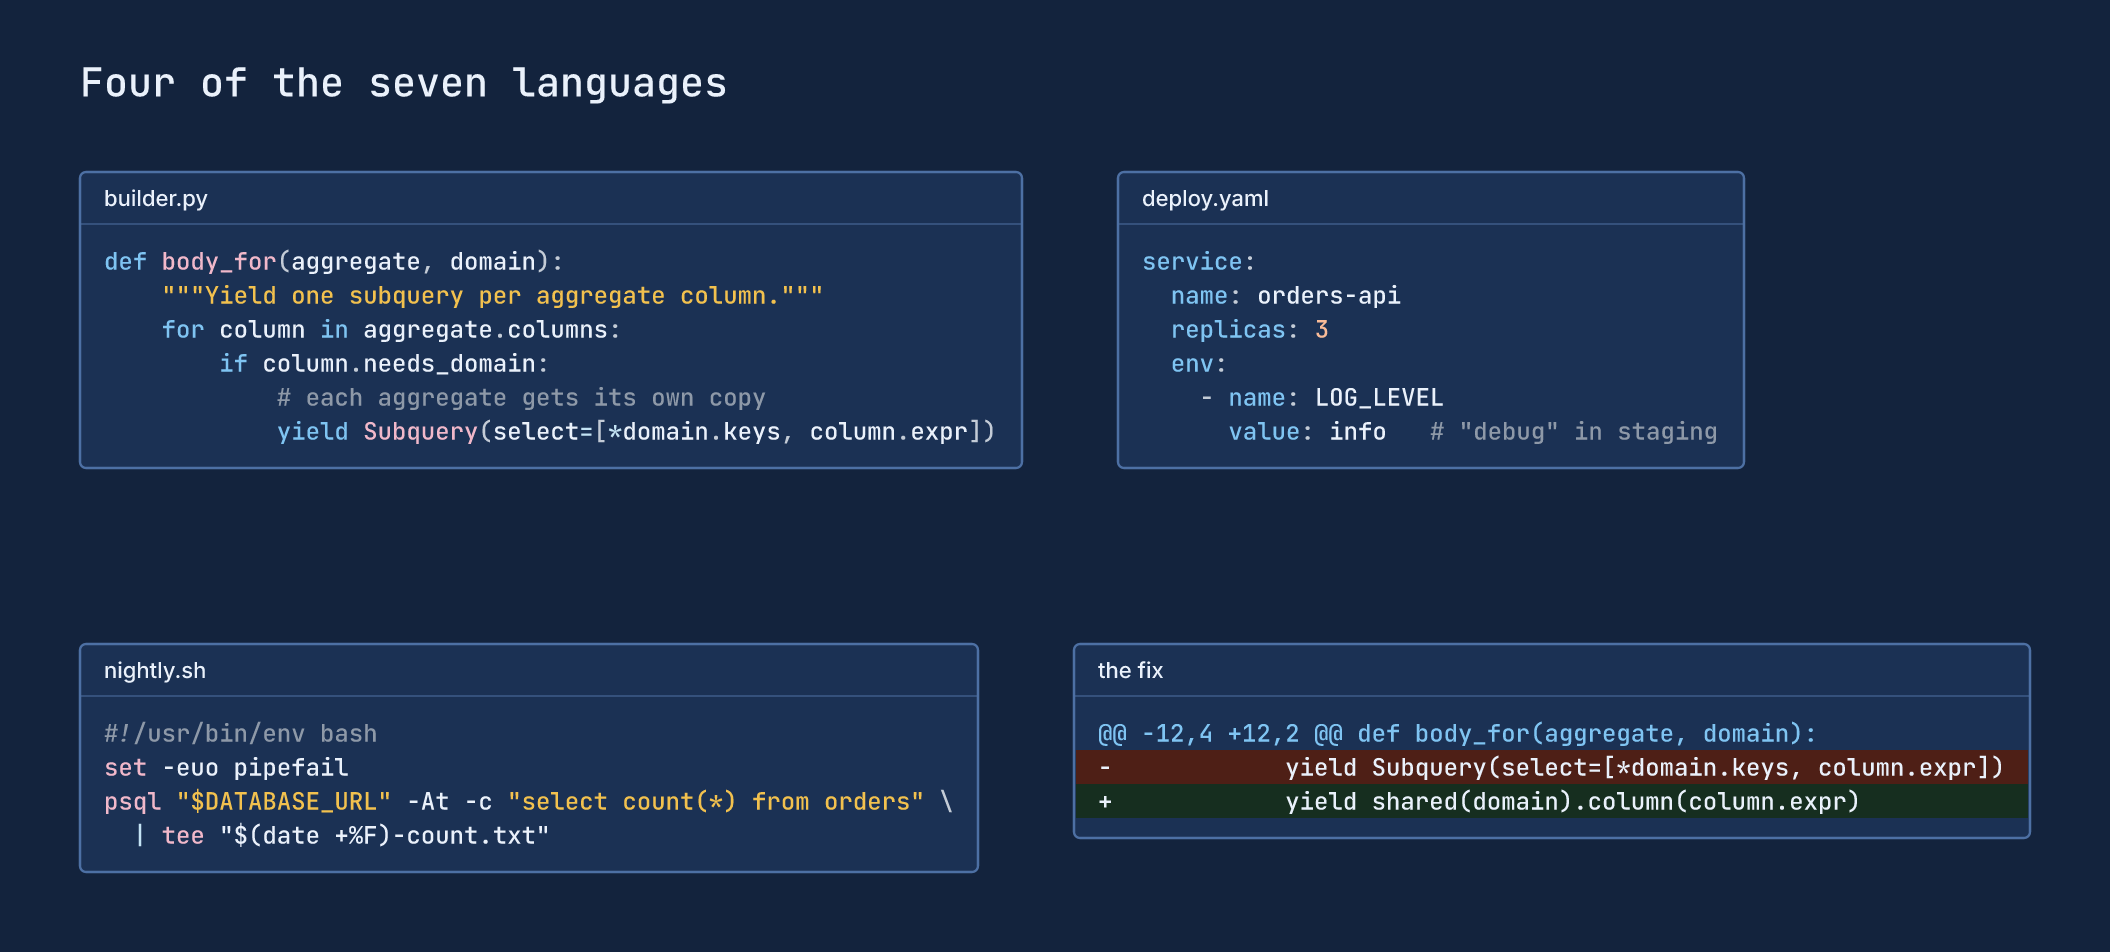 Four of the seven languages
builder.py
def body_for(aggregate, domain):
    """Yield one subquery per aggregate column."""
    for column in aggregate.columns:
        if column.needs_domain:
            # each aggregate gets its own copy
            yield Subquery(select=[*domain.keys, column.expr])
deploy.yaml
service:
  name: orders-api
  replicas: 3
  env:
    - name: LOG_LEVEL
      value: info   # "debug" in staging
nightly.sh
#!/usr/bin/env bash
set -euo pipefail
psql "$DATABASE_URL" -At -c "select count(*) from orders" \
  | tee "$(date +%F)-count.txt"
the fix
@@ -12,4 +12,2 @@ def body_for(aggregate, domain):
-            yield Subquery(select=[*domain.keys, column.expr])
+            yield shared(domain).column(column.expr)